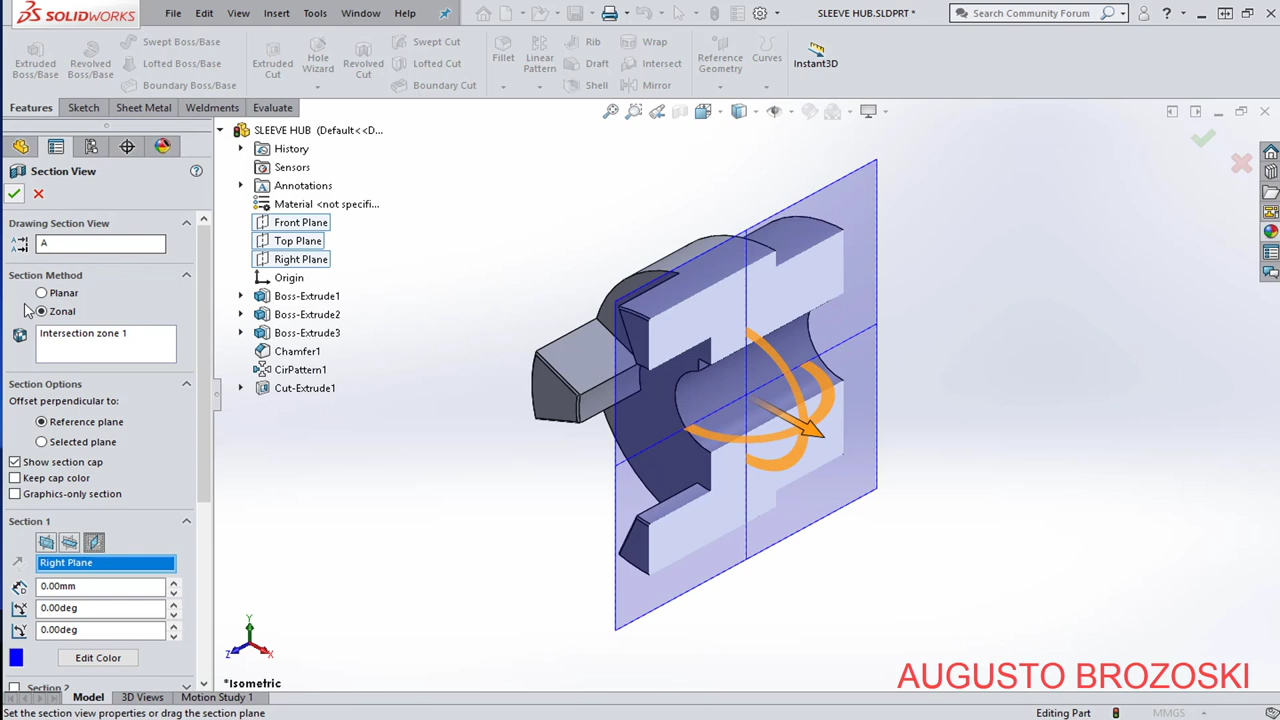 SOLIDWORKS File Edit View Insert Tools Window Help SLEEVE HUB.SLDPRT * Search Community Forum
Extruded Boss/Base
Revolved Boss/Base
Swept Boss/Base
Lofted Boss/Base
Boundary Boss/Base
Extruded Cut
Hole Wizard
Revolved Cut
Swept Cut
Lofted Cut
Boundary Cut
Fillet
Linear Pattern
Rib
Draft
Shell
Wrap
Intersect
Mirror
Reference Geometry
Curves
Instant3D
Features Sketch Sheet Metal Weldments Evaluate
Section View
Drawing Section View
A
Section Method
Planar
Zonal
Intersection zone 1
Section Options
Offset perpendicular to:
Reference plane
Selected plane
Show section cap
Keep cap color
Graphics-only section
Section 1
Right Plane
0.00mm
0.00deg
0.00deg
Edit Color
Section 2
SLEEVE HUB (Default<<D...
History
Sensors
Annotations
Material <not specifi...
Front Plane
Top Plane
Right Plane
Origin
Boss-Extrude1
Boss-Extrude2
Boss-Extrude3
Chamfer1
CirPattern1
Cut-Extrude1
Y
Z
X
*Isometric
AUGUSTO BROZOSKI
Model 3D Views Motion Study 1
Set the section view properties or drag the section plane
Editing Part MMGS